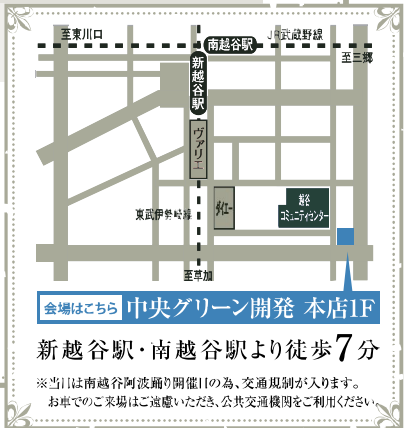 至東川口
南越谷駅
JR武蔵野線
至三郷
新越谷駅
ヴァリエ
ダイエー
越谷
コミュニティセンター
東武伊勢崎線
至草加
会場はこちら 中央グリーン開発 本店1F
新越谷駅・南越谷駅より徒歩7分
※当日は南越谷阿波踊り開催日の為、交通規制が入ります。
お車でのご来場はご遠慮いただき、公共交通機関をご利用ください。